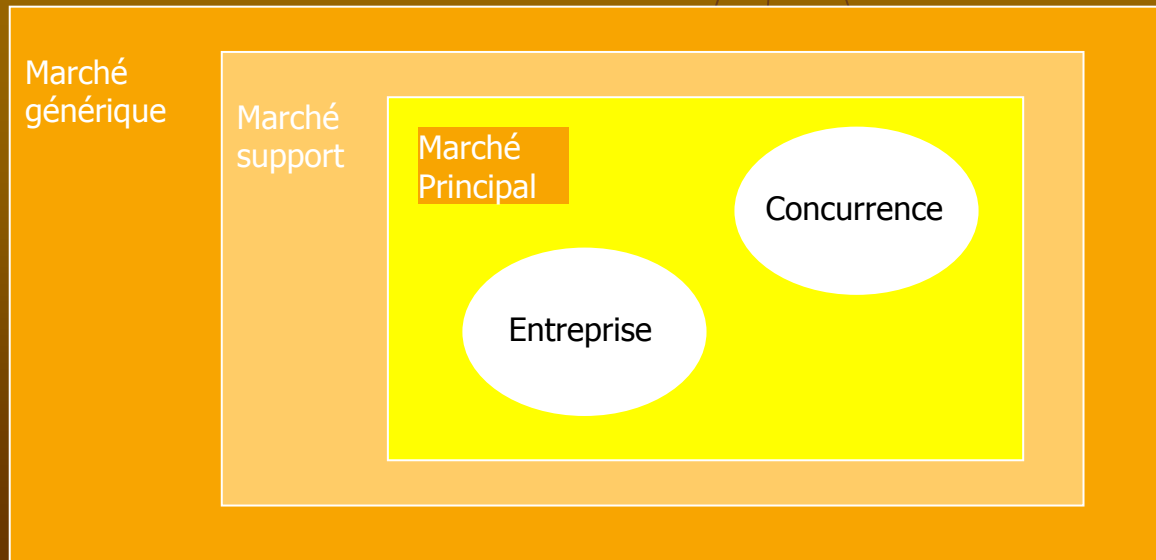 Marché
générique
Marché
support
Marché
Principal
Concurrence
Entreprise